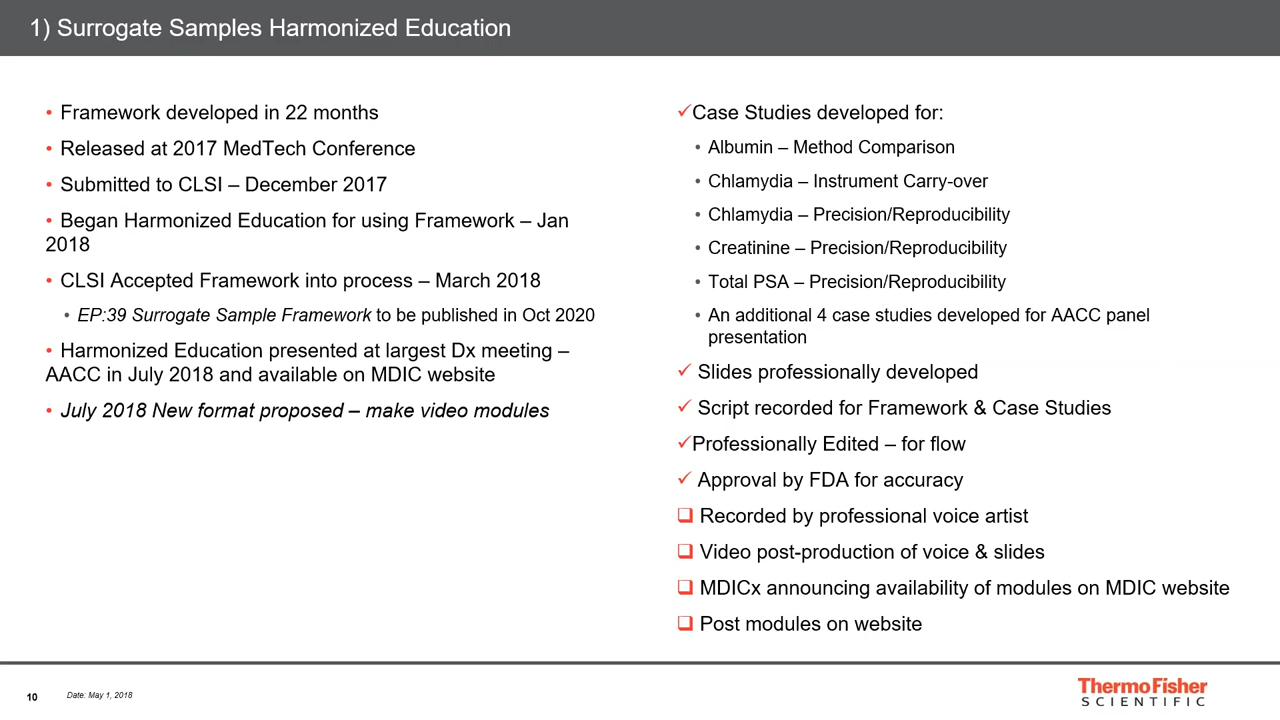 1) Surrogate Samples Harmonized Education
• Framework developed in 22 months
• Released at 2017 MedTech Conference
• Submitted to CLSI – December 2017
• Began Harmonized Education for using Framework – Jan
2018
• CLSI Accepted Framework into process – March 2018
• EP:39 Surrogate Sample Framework to be published in Oct 2020
• Harmonized Education presented at largest Dx meeting –
AACC in July 2018 and available on MDIC website
• July 2018 New format proposed – make video modules
✓Case Studies developed for:
• Albumin – Method Comparison
• Chlamydia – Instrument Carry-over
• Chlamydia – Precision/Reproducibility
• Creatinine – Precision/Reproducibility
• Total PSA – Precision/Reproducibility
• An additional 4 case studies developed for AACC panel
presentation
✓ Slides professionally developed
✓ Script recorded for Framework & Case Studies
✓Professionally Edited – for flow
✓ Approval by FDA for accuracy
❑ Recorded by professional voice artist
❑ Video post-production of voice & slides
❑ MDICx announcing availability of modules on MDIC website
❑ Post modules on website
10 Date: May 1, 2018
ThermoFisher
SCIENTIFIC